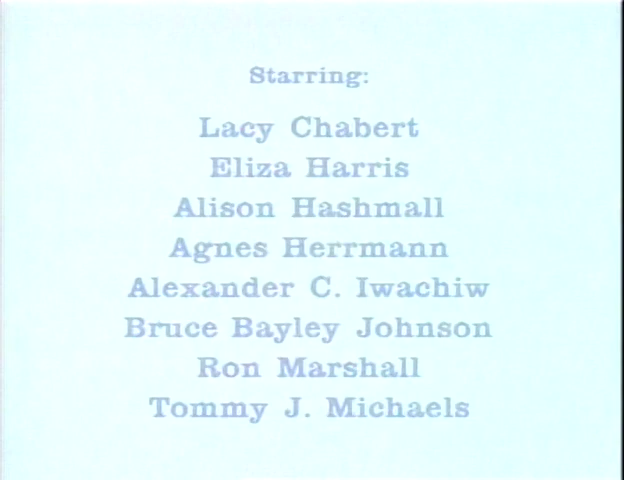 Starring:
Lacy Chabert
Eliza Harris
Alison Hashmall
Agnes Herrmann
Alexander C. Iwachiw
Bruce Bayley Johnson
Ron Marshall
Tommy J. Michaels